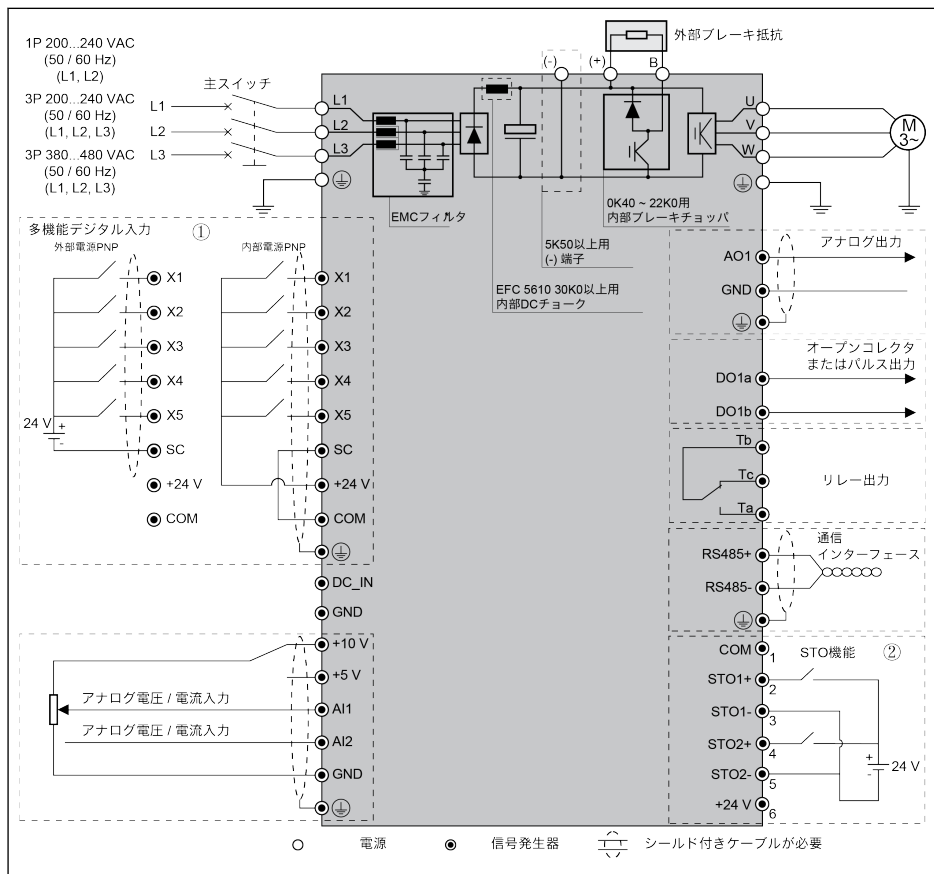 1P 200...240 VAC
(50 / 60 Hz)
(L1, L2)
3P 200...240 VAC
(50 / 60 Hz)
(L1, L2, L3)
3P 380...480 VAC
(50 / 60 Hz)
(L1, L2, L3)
主スイッチ
L1
L2
L3
L1
L2
L3
EMCフィルタ
(-)
(+)
B
外部ブレーキ抵抗
5K50以上用
(-) 端子
EFC 5610 30K0以上用
内部DCチョーク
0K40 ~ 22K0用
内部ブレーキチョッパ
U
V
W
M
3~
多機能デジタル入力
①
外部電源PNP
内部電源PNP
X1
X2
X3
X4
X5
SC
+24 V
COM
24 V
+
-
X1
X2
X3
X4
X5
SC
+24 V
COM
DC_IN
GND
+10 V
+5 V
アナログ電圧 / 電流入力
AI1
アナログ電圧 / 電流入力
AI2
GND
アナログ出力
AO1
GND
オープンコレクタ
またはパルス出力
DO1a
DO1b
Tb
Tc
リレー出力
Ta
通信
インターフェース
RS485+
RS485-
COM
1
STO機能
②
STO1+
2
STO1-
3
STO2+
4
+
24 V
-
STO2-
5
+24 V
6
電源
信号発生器
シールド付きケーブルが必要